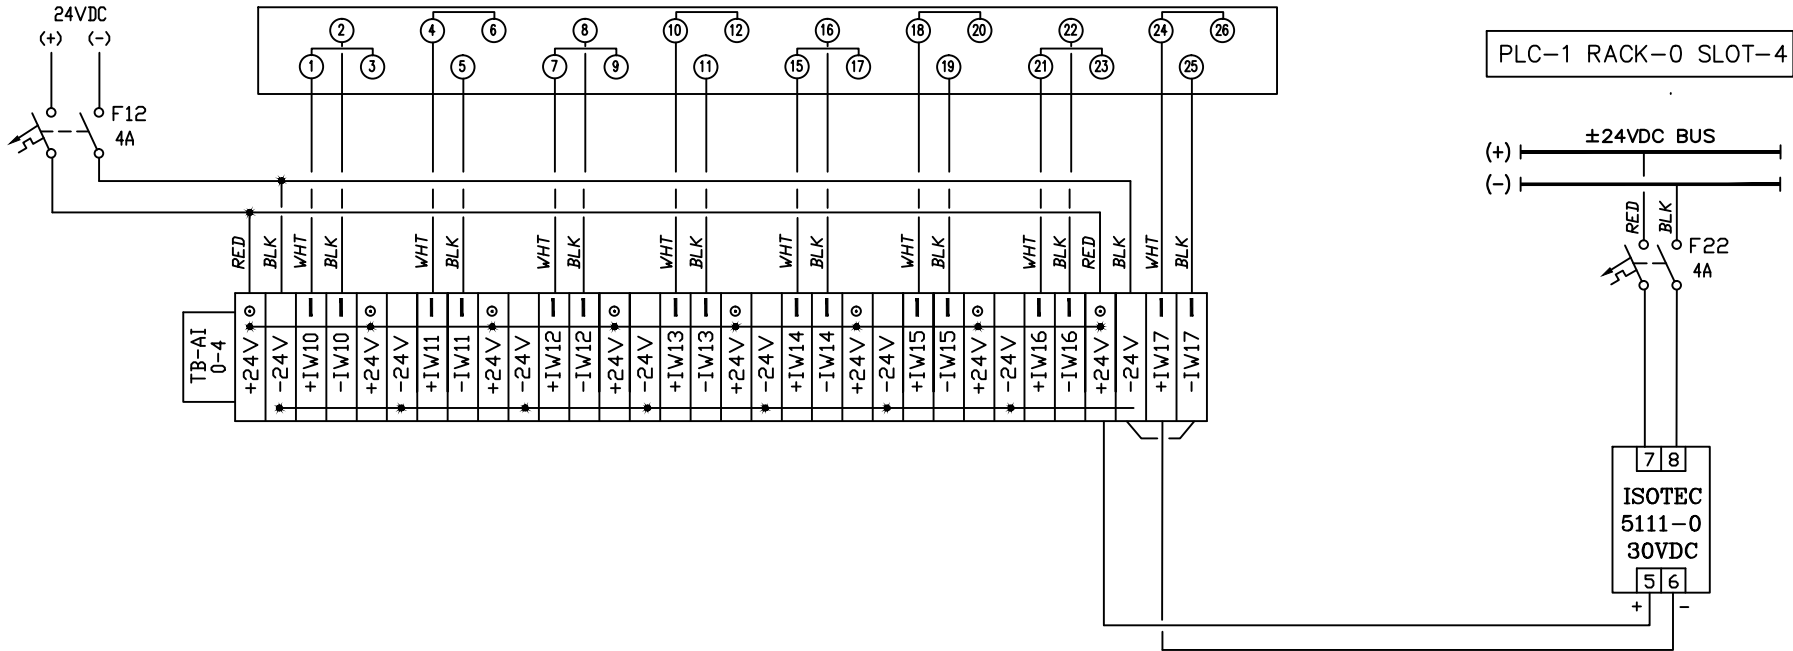 24VDC
(+) (-)
F12
4A
2 4 6 8 10 12 16 18 20 22 24 26
1 3 5 7 9 11 15 17 19 21 23 25
PLC-1 RACK-0 SLOT-4
±24VDC BUS
(+)
(-)
RED BLK
F22
4A
RED BLK WHT BLK WHT BLK WHT BLK WHT BLK WHT BLK WHT BLK WHT BLK RED BLK WHT BLK
TB-AI
0-4
+24V
-24V
+IW10
-IW10
+24V
-24V
+IW11
-IW11
+24V
-24V
+IW12
-IW12
+24V
-24V
+IW13
-IW13
+24V
-24V
+IW14
-IW14
+24V
-24V
+IW15
-IW15
+24V
-24V
+IW16
-IW16
+24V
-24V
+IW17
-IW17
7 8
ISOTEC
5111-0
30VDC
5 6
+ -